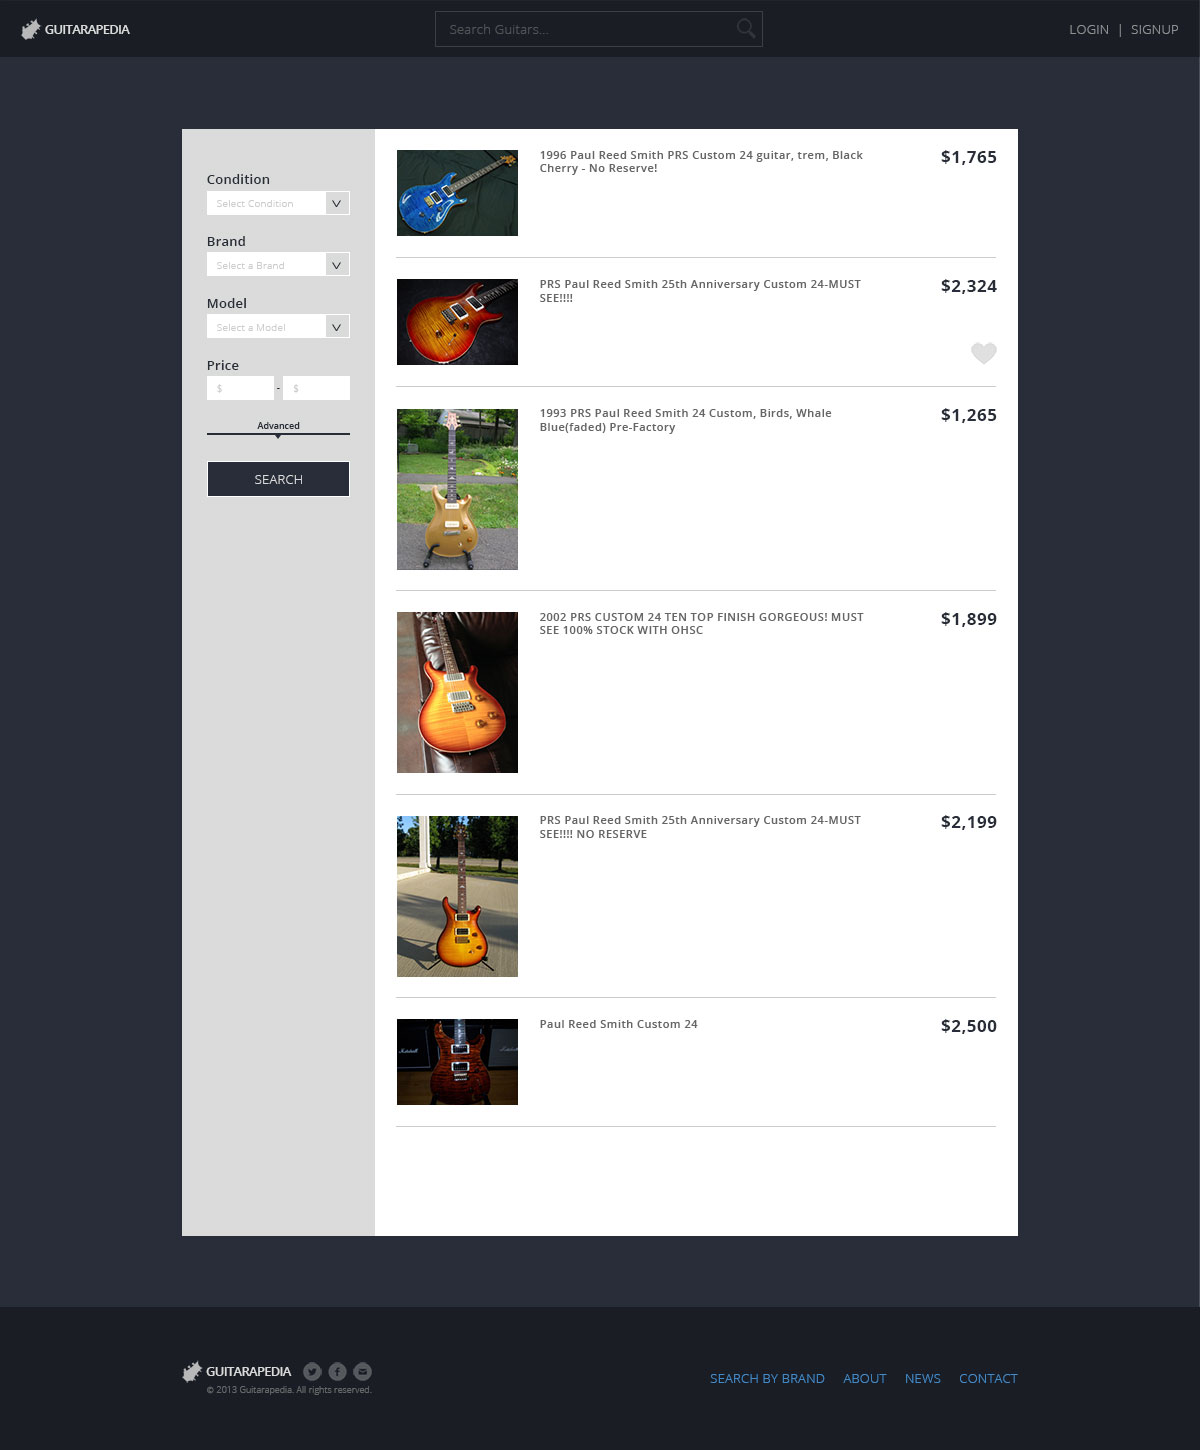 GUITARAPEDIA
Search Guitars...
LOGIN | SIGNUP
Condition
Select Condition
Brand
Select a Brand
Model
Select a Model
Price
$ - $
Advanced
SEARCH
1996 Paul Reed Smith PRS Custom 24 guitar, trem, Black
Cherry - No Reserve!
$1,765
PRS Paul Reed Smith 25th Anniversary Custom 24-MUST
SEE!!!!
$2,324
1993 PRS Paul Reed Smith 24 Custom, Birds, Whale
Blue(faded) Pre-Factory
$1,265
2002 PRS CUSTOM 24 TEN TOP FINISH GORGEOUS! MUST
SEE 100% STOCK WITH OHSC
$1,899
PRS Paul Reed Smith 25th Anniversary Custom 24-MUST
SEE!!!! NO RESERVE
$2,199
Marshall
Paul Reed Smith Custom 24
$2,500
GUITARAPEDIA
© 2013 Guitarapedia. All rights reserved.
SEARCH BY BRAND
ABOUT
NEWS
CONTACT